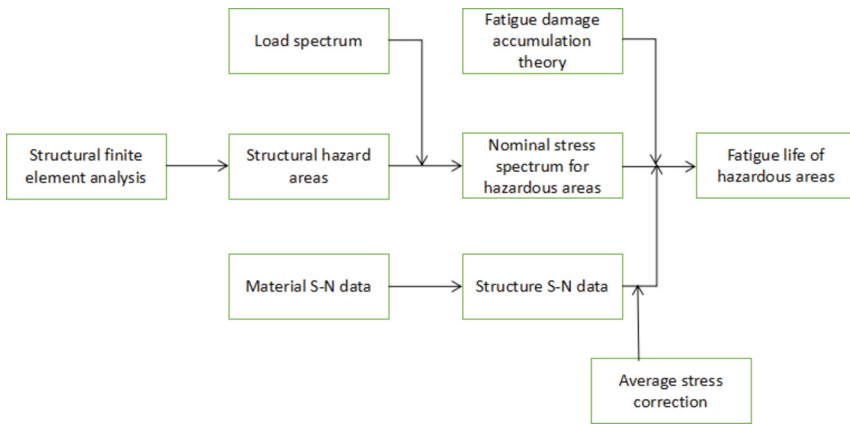 Load spectrum
Fatigue damage
accumulation
theory
Structural finite
element analysis
Structural hazard
areas
Nominal stress
spectrum for
hazardous areas
Fatigue life of
hazardous areas
Material S-N data
Structure S-N data
Average stress
correction